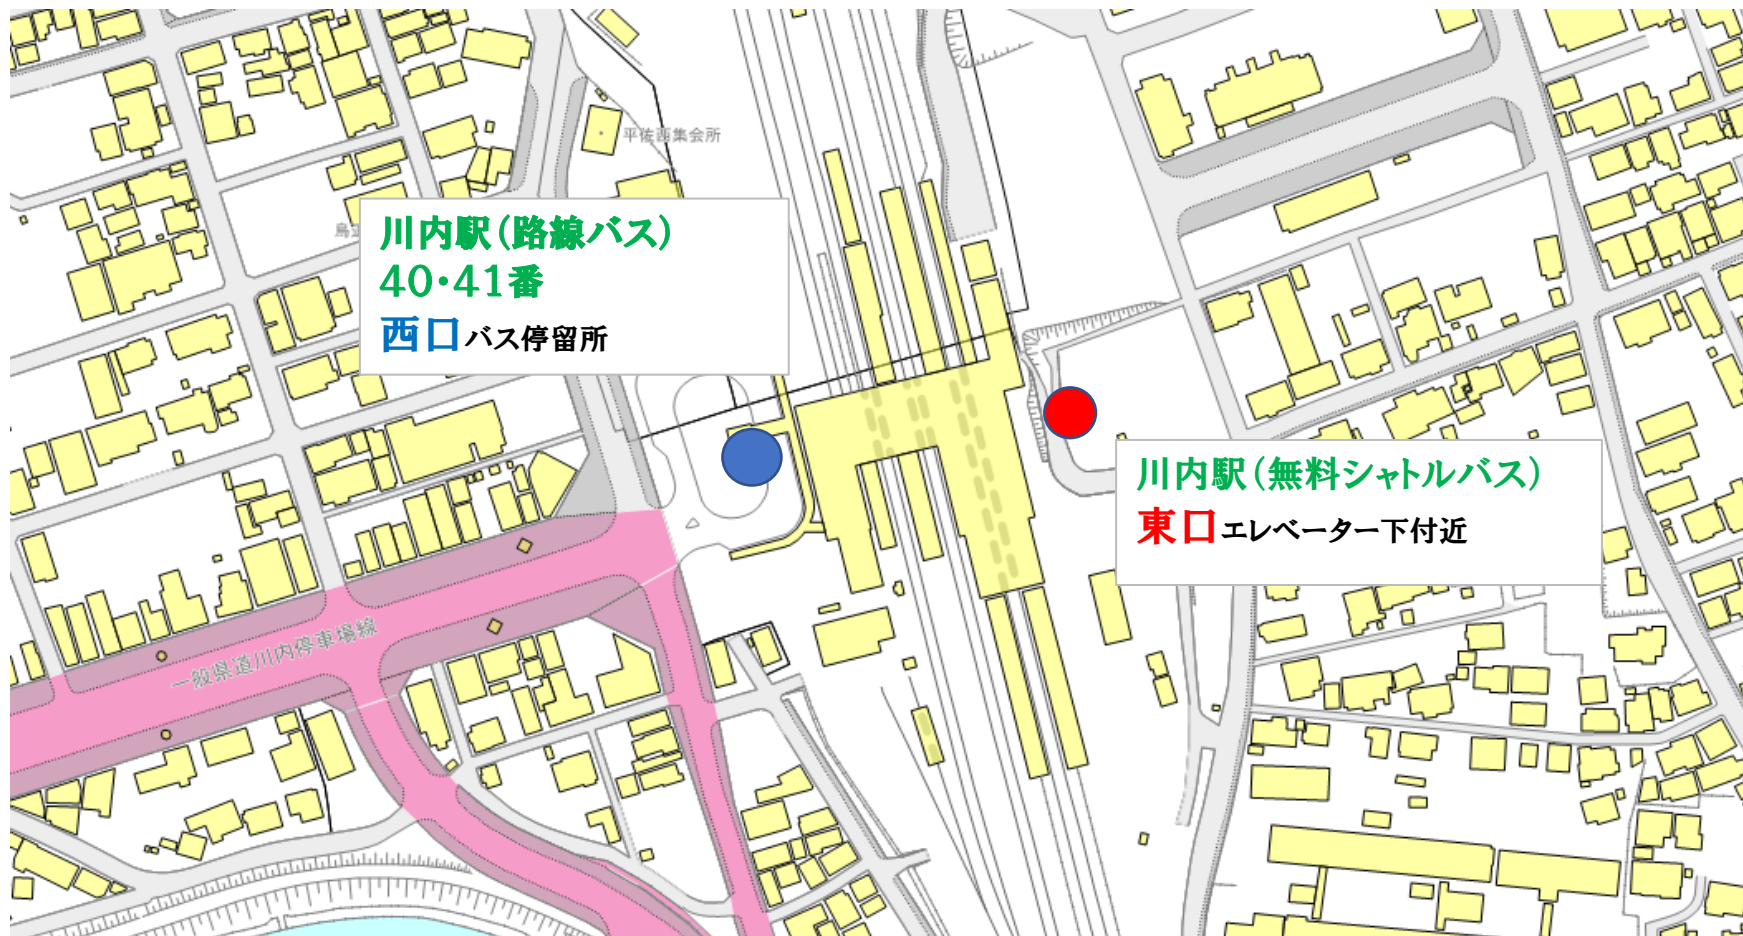 平佐西集会所
川内駅(路線バス)
40・41番
西口バス停留所
川内駅(無料シャトルバス)
東口エレベーター下付近
一般県道川内停車場線